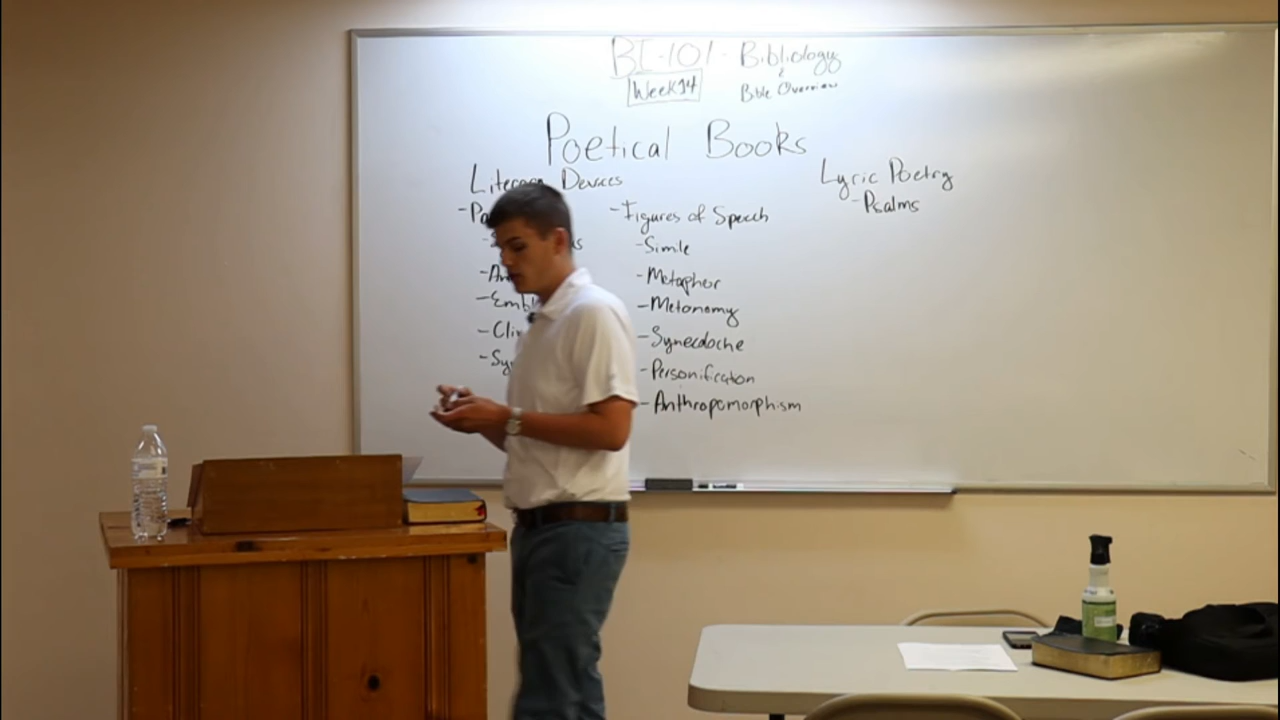 BI-101 - Bibliology
&
Week 14
Bible Overview
Poetical Books
Literary Devices
-Figures of Speech
-Simile
-Metaphor
-Metonomy
-Synecdoche
-Personification
-Anthropomorphism
Lyric Poetry
-Psalms